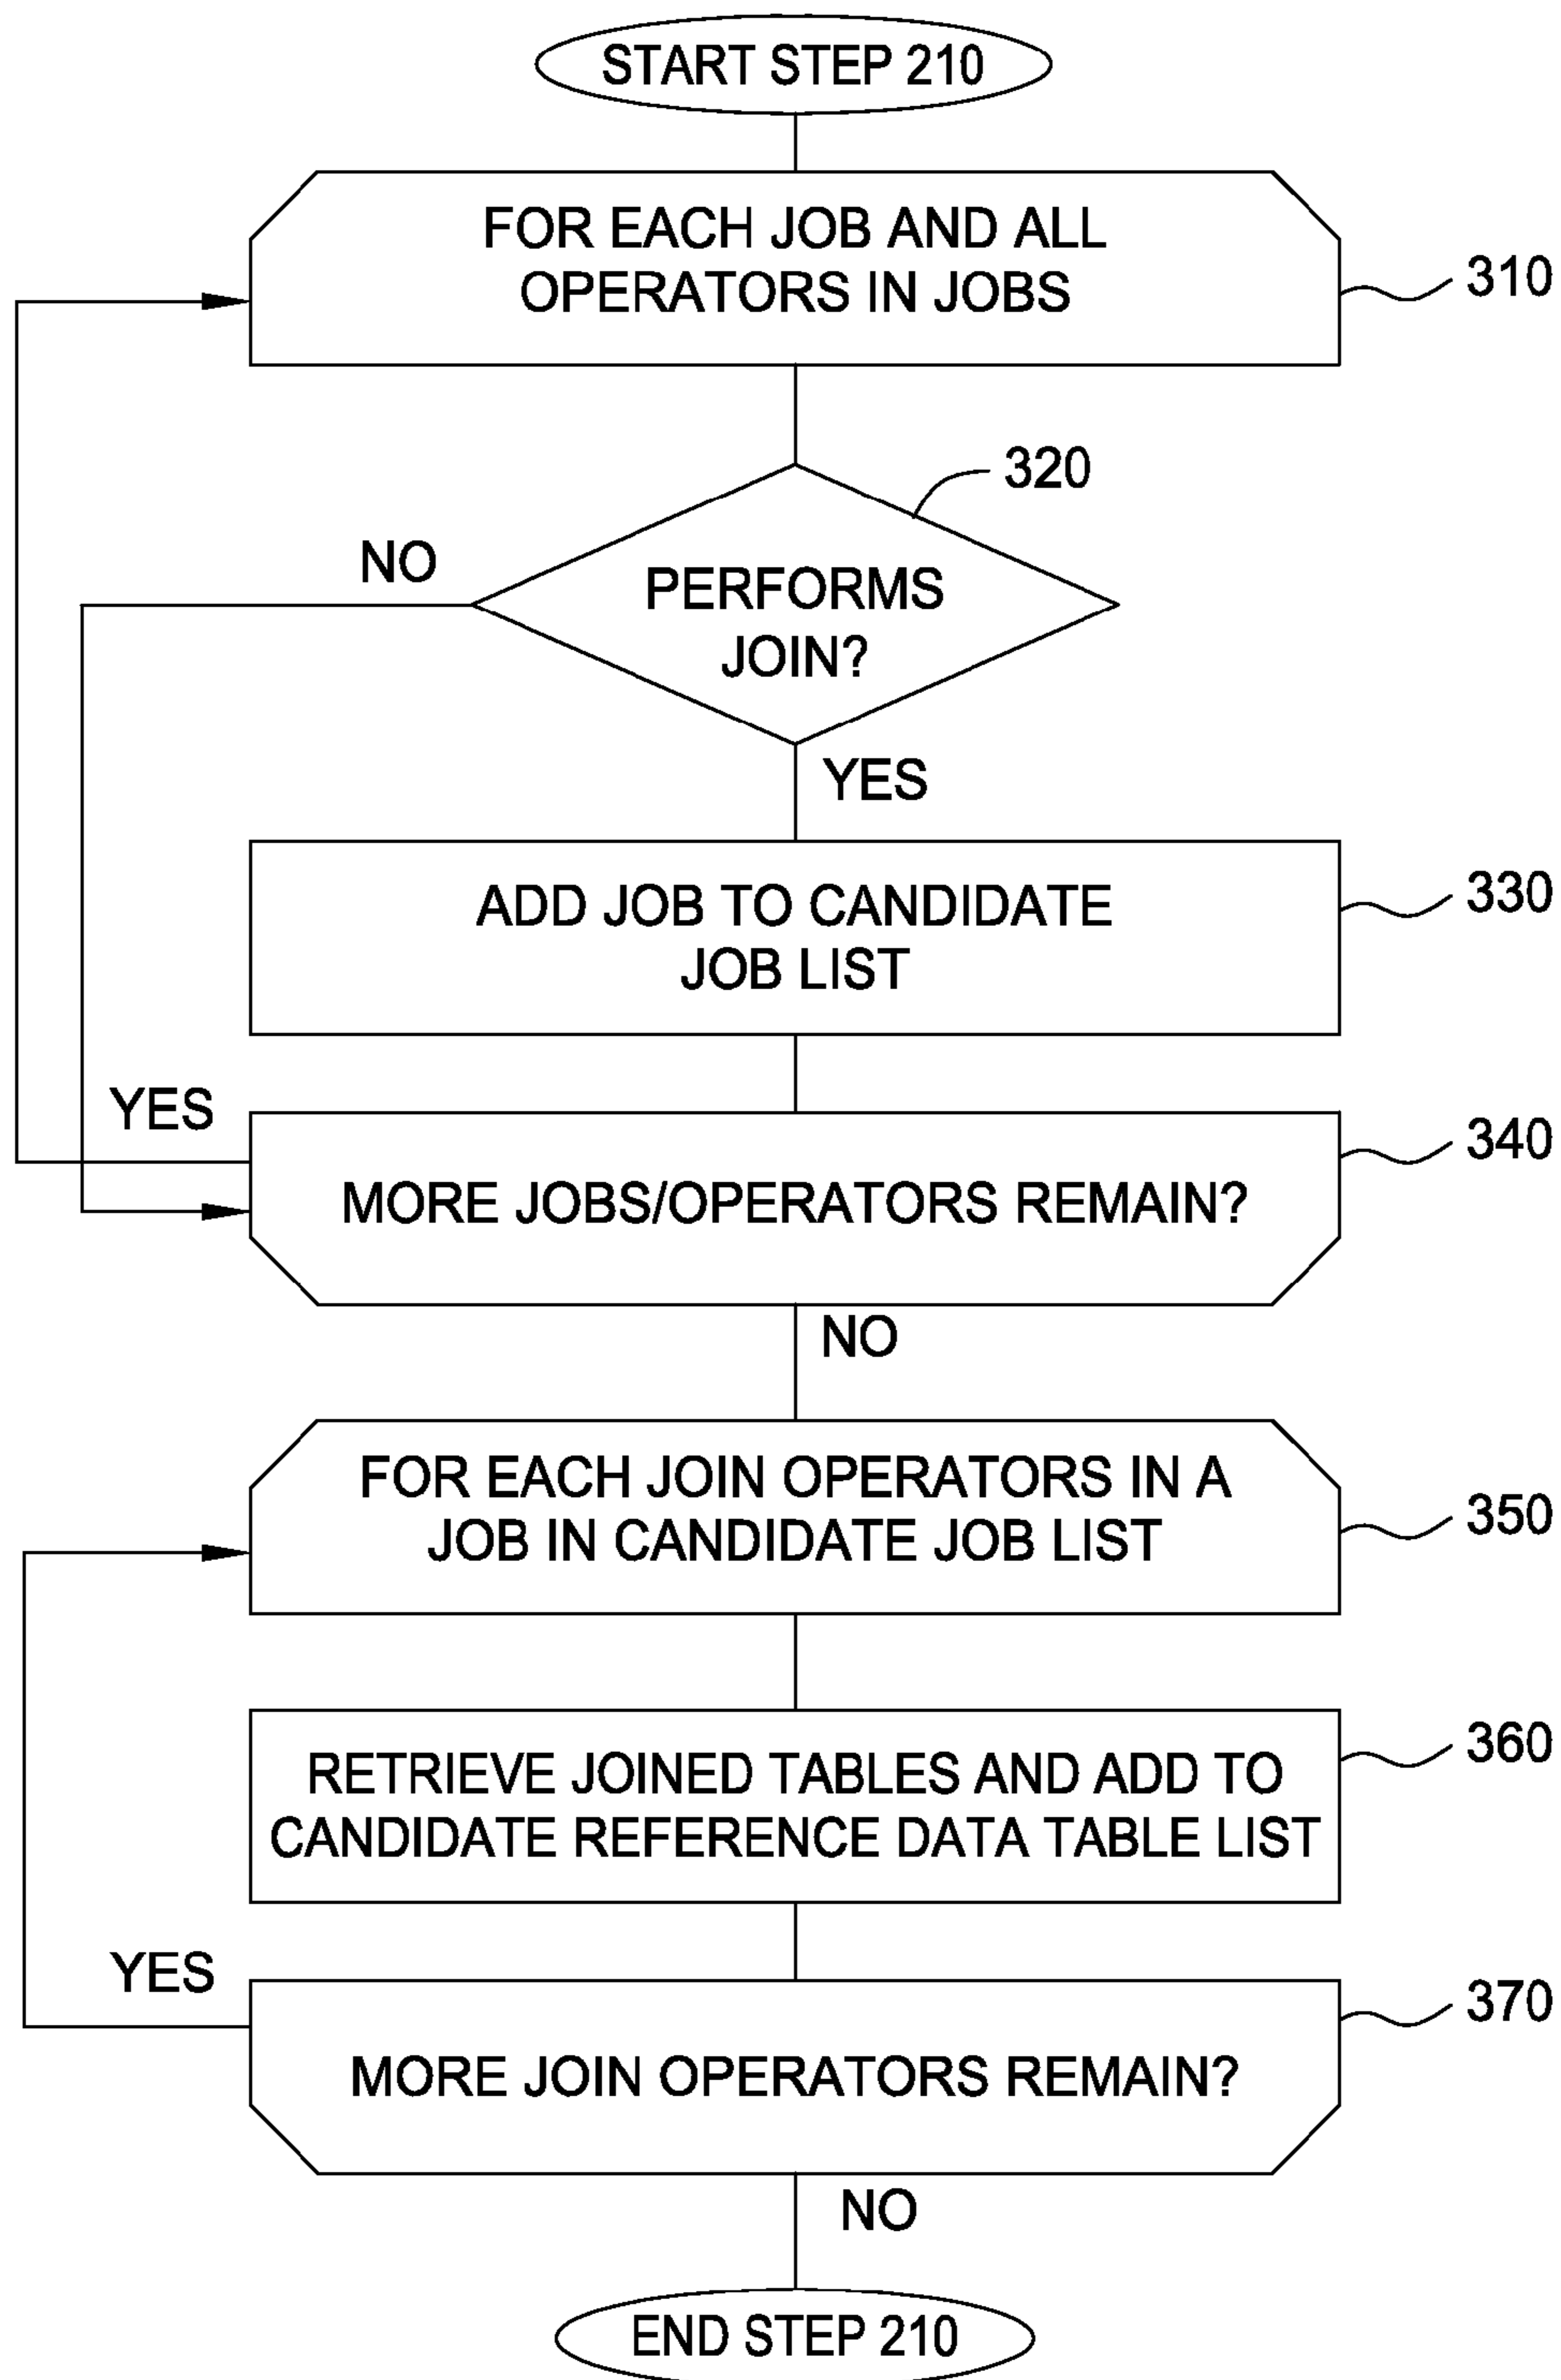 START STEP 210
FOR EACH JOB AND ALL
OPERATORS IN JOBS
310
320
NO
PERFORMS
JOIN?
YES
ADD JOB TO CANDIDATE
JOB LIST
330
YES
340
MORE JOBS/OPERATORS REMAIN?
NO
FOR EACH JOIN OPERATORS IN A
JOB IN CANDIDATE JOB LIST
350
RETRIEVE JOINED TABLES AND ADD TO
CANDIDATE REFERENCE DATA TABLE LIST
360
YES
370
MORE JOIN OPERATORS REMAIN?
NO
END STEP 210